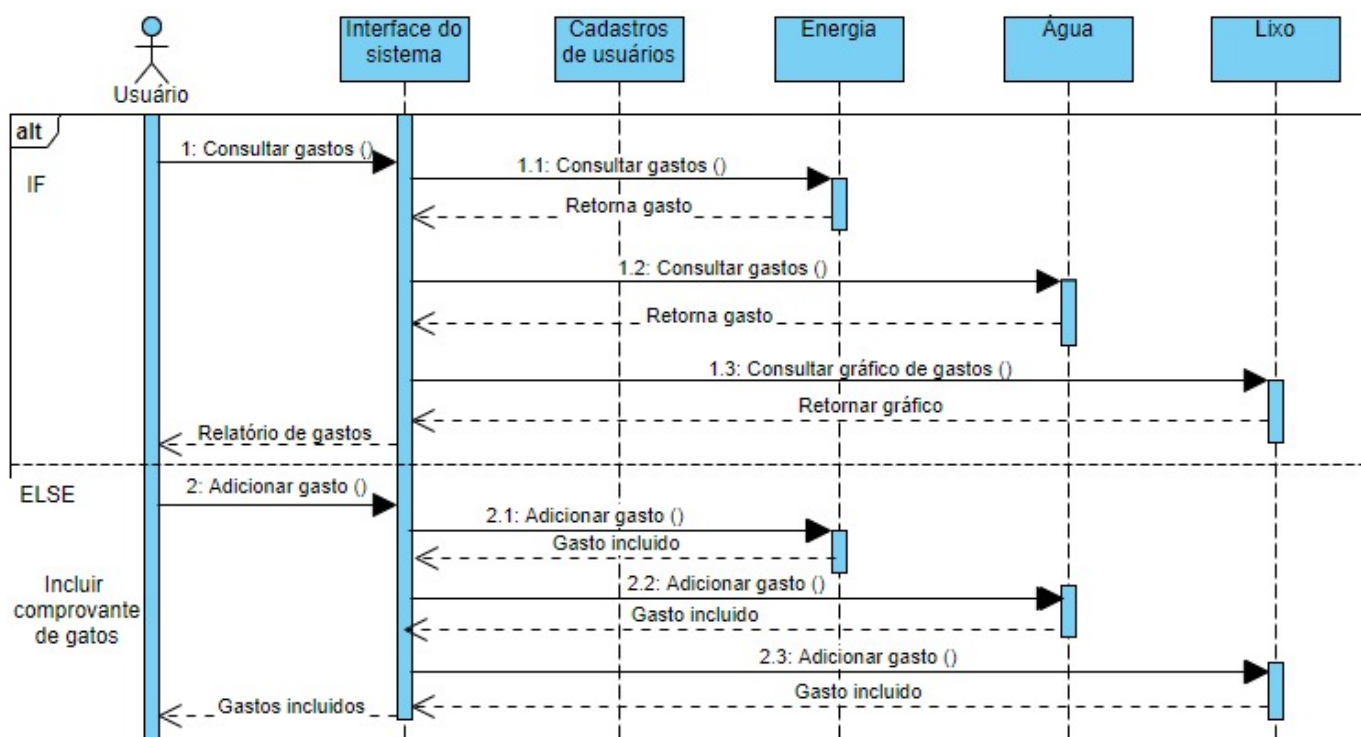 Usuário
Interface do
sistema
Cadastros
de usuários
Energia
Água
Lixo
alt
IF
1: Consultar gastos ()
1.1: Consultar gastos ()
Retorna gasto
1.2: Consultar gastos ()
Retorna gasto
1.3: Consultar gráfico de gastos ()
Retornar gráfico
Relatório de gastos
ELSE
2: Adicionar gasto ()
2.1: Adicionar gasto ()
Gasto incluido
Incluir
comprovante
de gatos
2.2: Adicionar gasto ()
Gasto incluido
2.3: Adicionar gasto ()
Gasto incluido
Gastos incluidos